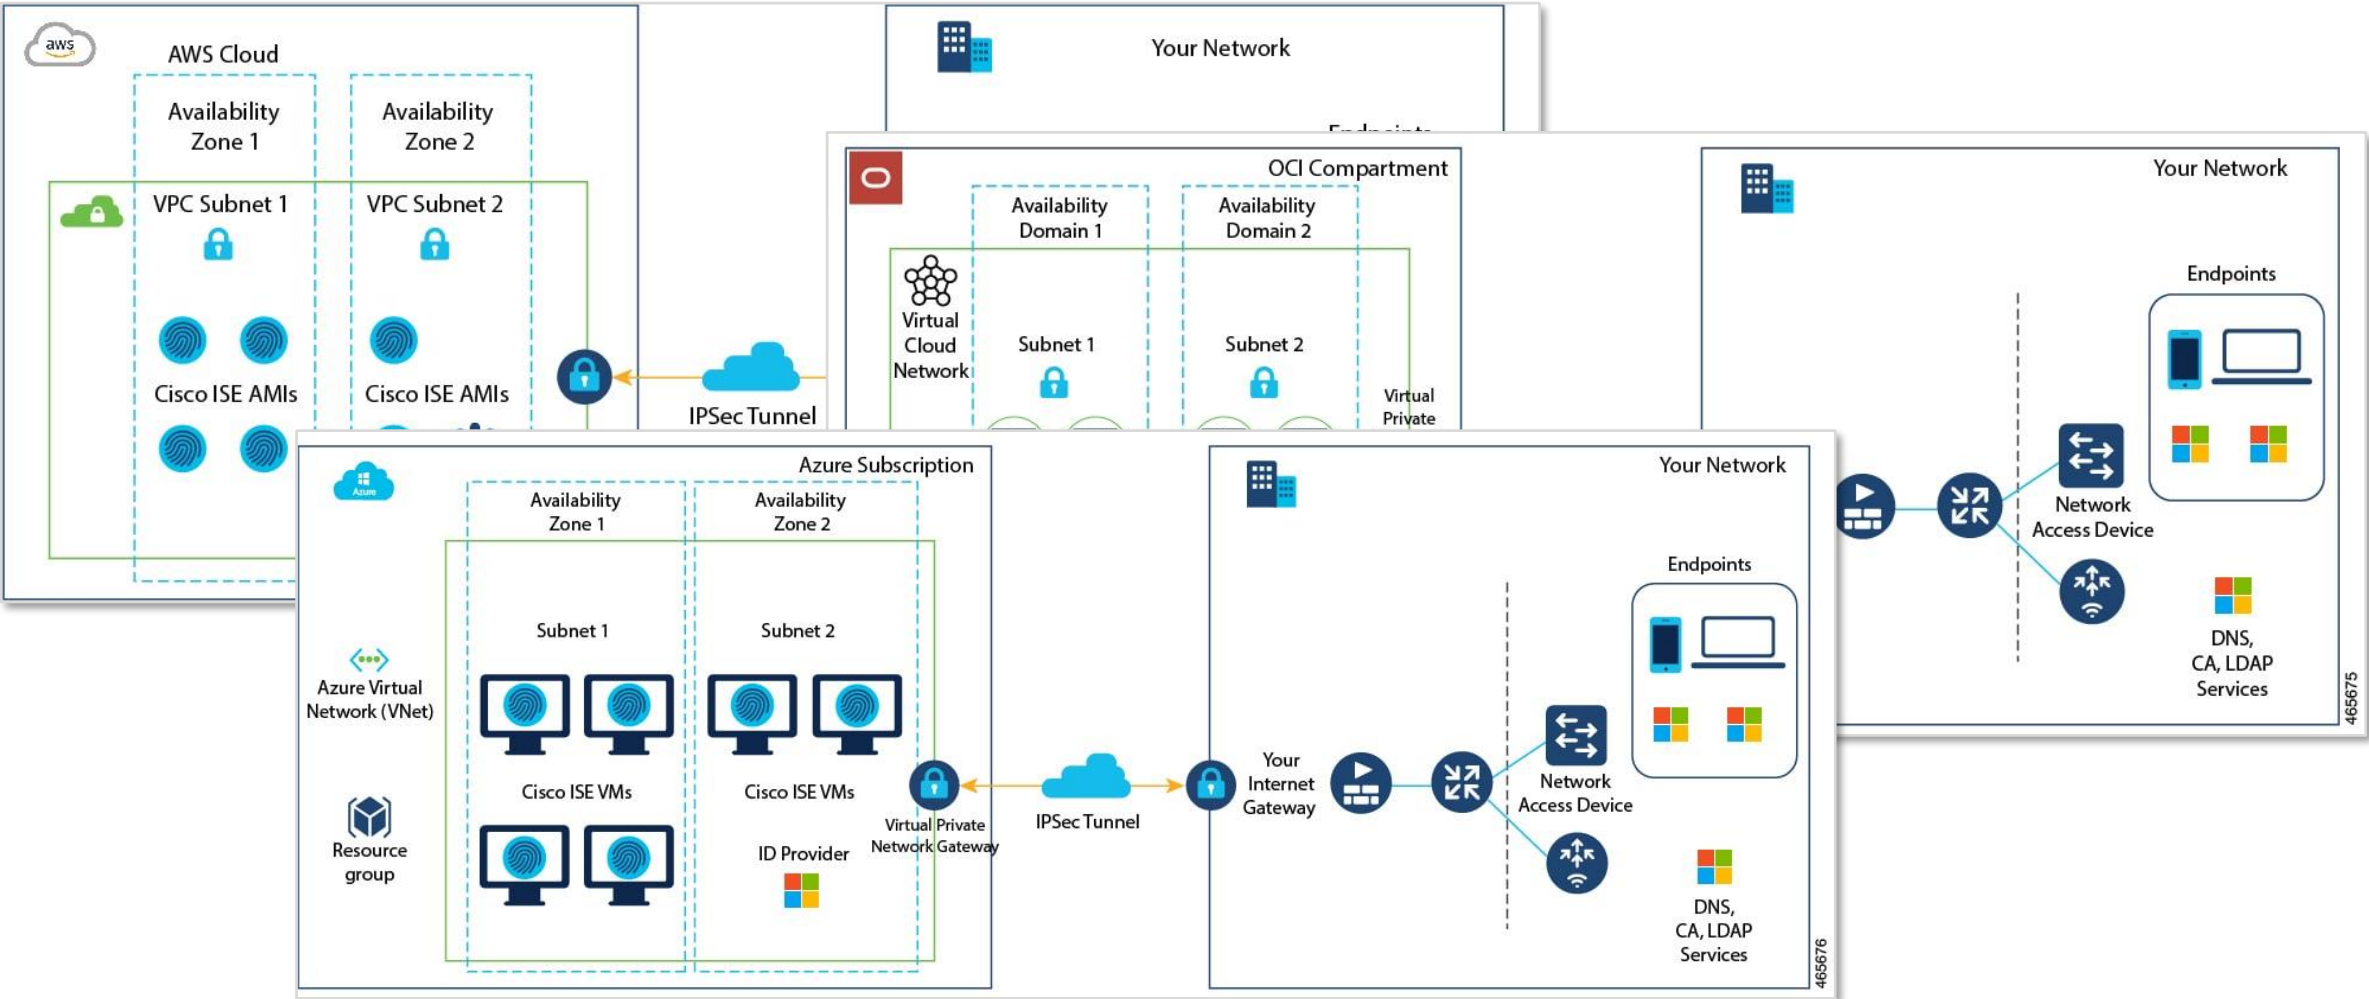 aws
AWS Cloud
Availability
Zone 1
Availability
Zone 2
VPC Subnet 1
VPC Subnet 2
Cisco ISE AMIs
Cisco ISE AMIs
IPSec Tunnel
Your Network
Endpoints
OCI Compartment
Availability
Domain 1
Availability
Domain 2
Virtual
Cloud
Network
Subnet 1
Subnet 2
Virtual
Private
Your Network
Endpoints
Network
Access Device
DNS,
CA, LDAP
Services
465675
Azure
Azure Subscription
Availability
Zone 1
Availability
Zone 2
Subnet 1
Subnet 2
Azure Virtual
Network (VNet)
Cisco ISE VMs
Cisco ISE VMs
Resource
group
ID Provider
Virtual Private
Network Gateway
IPSec Tunnel
Your Network
Your
Internet
Gateway
Endpoints
Network
Access Device
DNS,
CA, LDAP
Services
465676